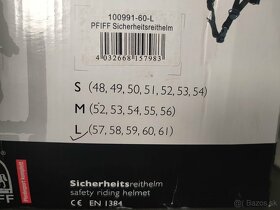 100991-60-L
PFIFF Sicherheitsreithelm
4 032668 157983
S (48, 49, 50, 51, 52, 53, 54)
M (52, 53, 54, 55, 56)
L (57, 58, 59, 60, 61)
Sicherheitsreithelm
safety riding helmet
CE EN 1384
®
FF
bazos.sk